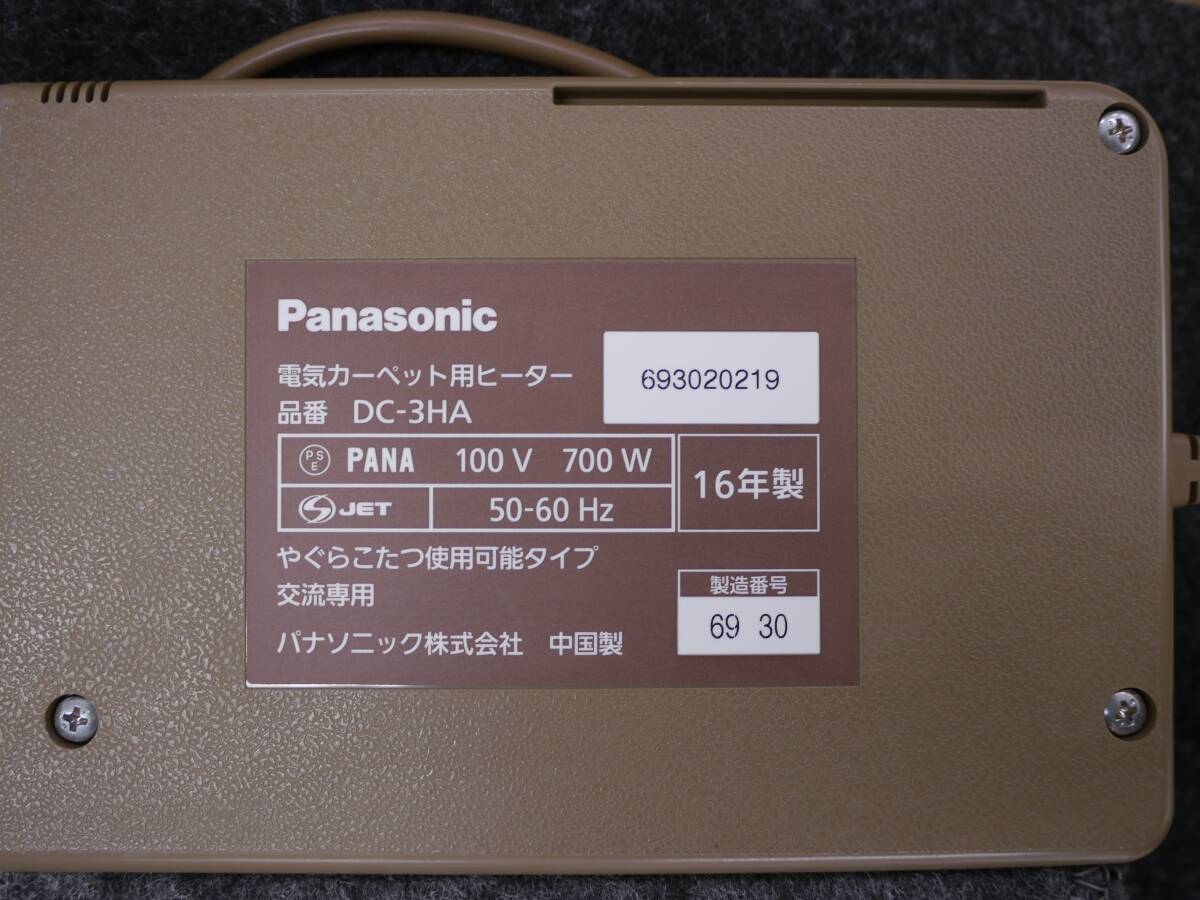 Panasonic
電気カーペット用ヒーター
品番 DC-3HA
693020219
PSE PANA 100 V 700 W
JET 50-60 Hz
16年製
やぐらこたつ使用可能タイプ
交流専用
パナソニック株式会社 中国製
製造番号
69 30